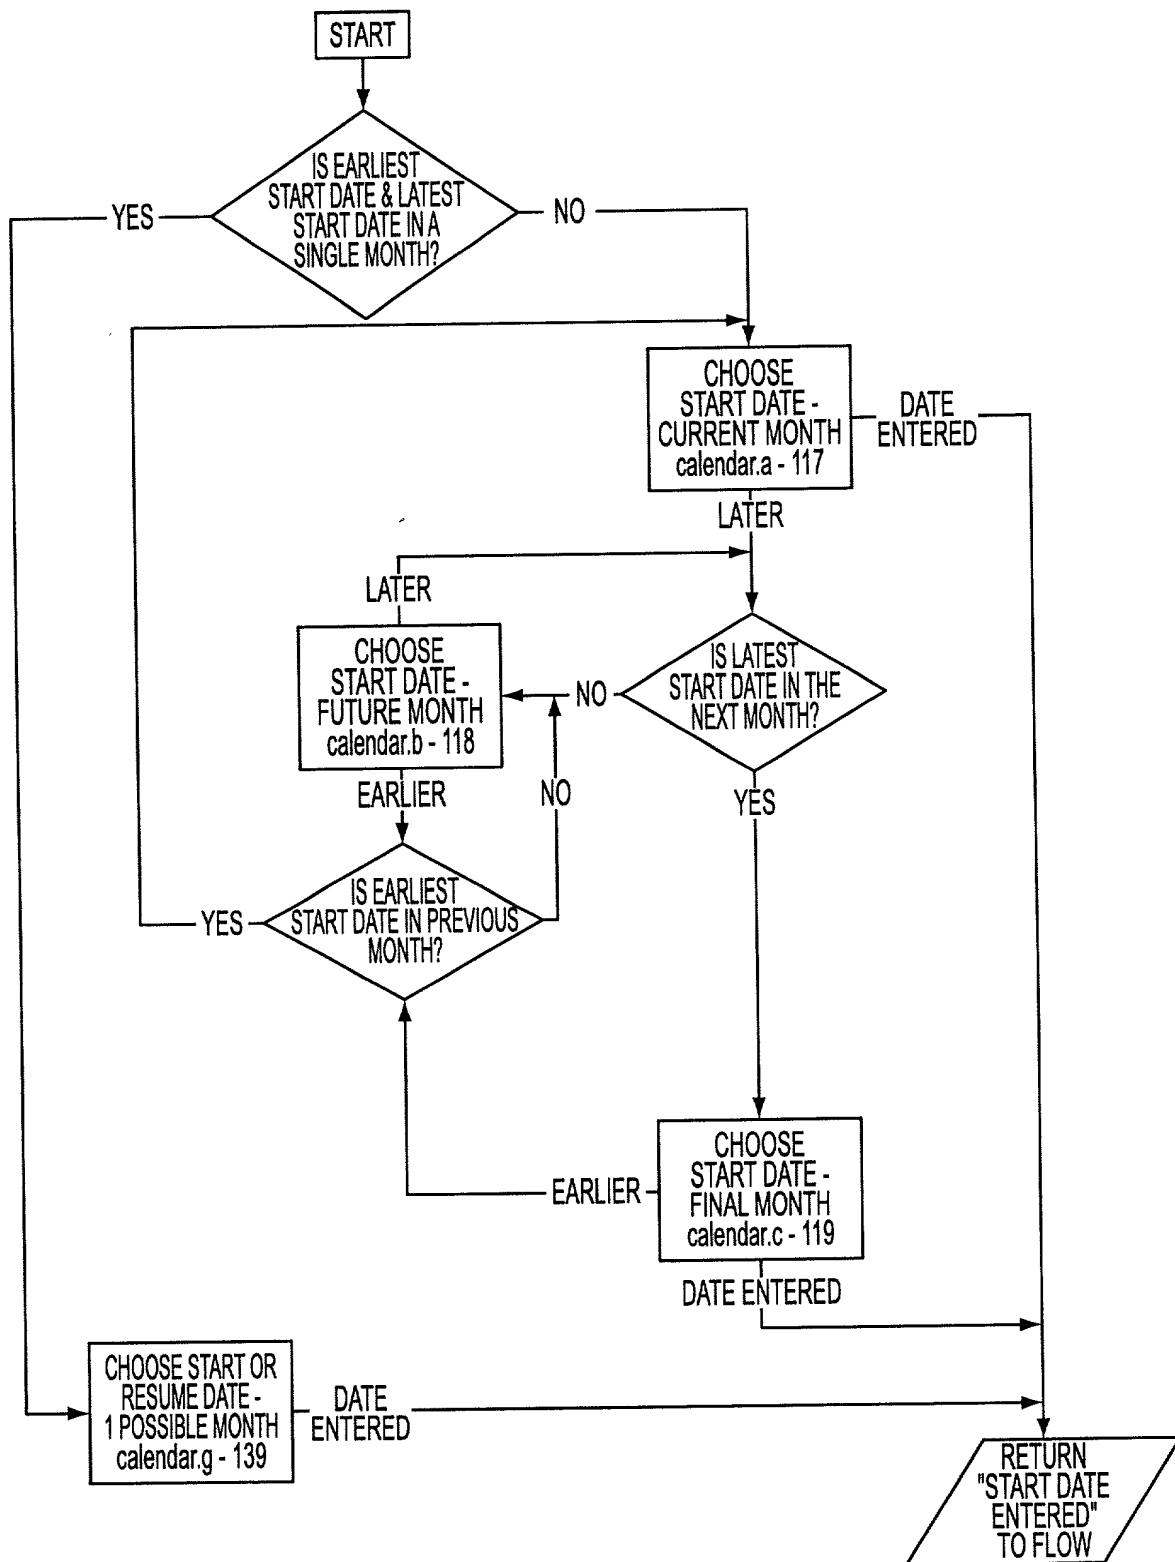 START
IS EARLIEST
START DATE & LATEST
START DATE IN A
SINGLE MONTH?
YES
NO
CHOOSE
START DATE -
CURRENT MONTH
calendar.a - 117
DATE
ENTERED
LATER
LATER
CHOOSE
START DATE -
FUTURE MONTH
calendar.b - 118
NO
IS LATEST
START DATE IN THE
NEXT MONTH?
EARLIER
NO
YES
IS EARLIEST
START DATE IN PREVIOUS
MONTH?
YES
CHOOSE
START DATE -
FINAL MONTH
calendar.c - 119
EARLIER
DATE ENTERED
CHOOSE START OR
RESUME DATE -
1 POSSIBLE MONTH
calendar.g - 139
DATE
ENTERED
RETURN
"START DATE
ENTERED"
TO FLOW